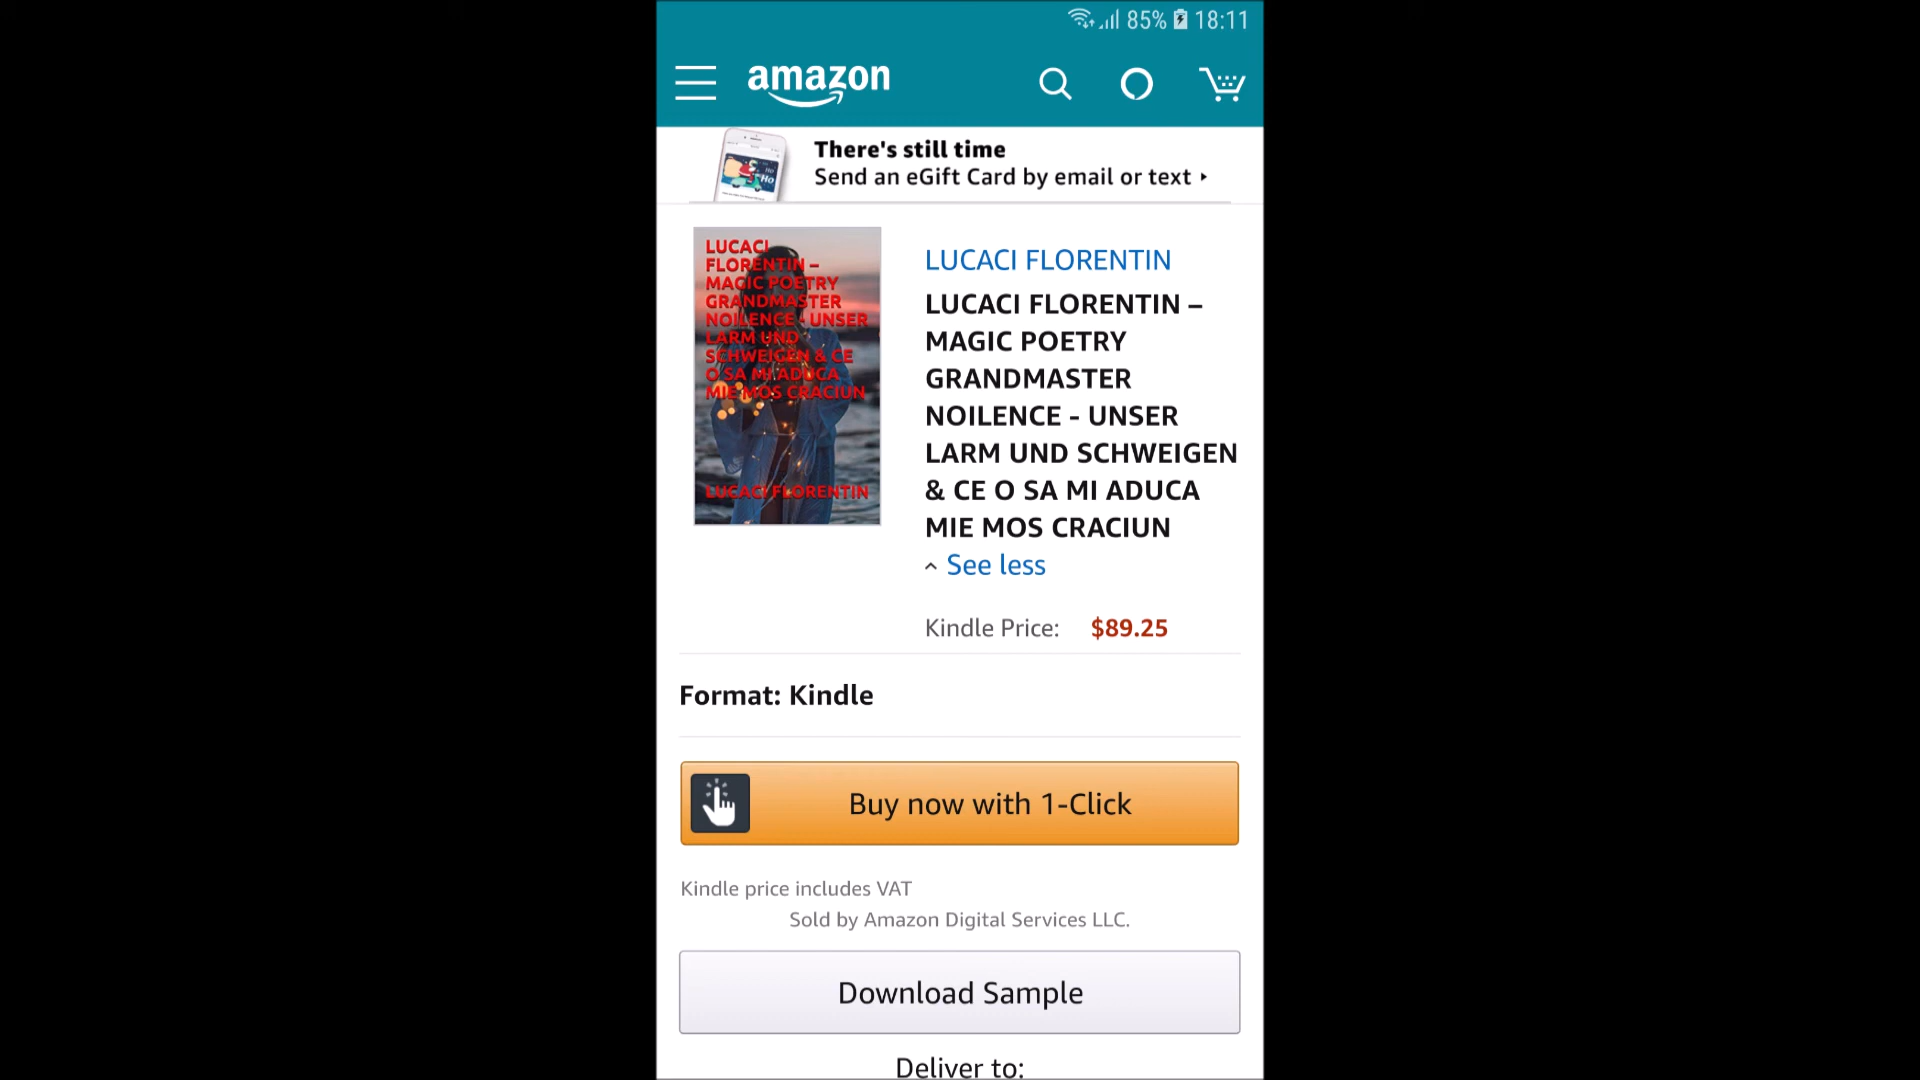 85% 18:11
amazon
There's still time
Send an eGift Card by email or text
LUCACI
FLORENTIN –
MAGIC POETRY
GRANDMASTER
NOILENCE - UNSER
LARM UND
SCHWEIGEN & CE
O SA MI ADUCA
MIE MOS CRACIUN
LUCACI FLORENTIN
LUCACI FLORENTIN
LUCACI FLORENTIN –
MAGIC POETRY
GRANDMASTER
NOILENCE - UNSER
LARM UND SCHWEIGEN
& CE O SA MI ADUCA
MIE MOS CRACIUN
See less
Kindle Price: $89.25
Format: Kindle
Buy now with 1-Click
Kindle price includes VAT
Sold by Amazon Digital Services LLC.
Download Sample
Deliver to: